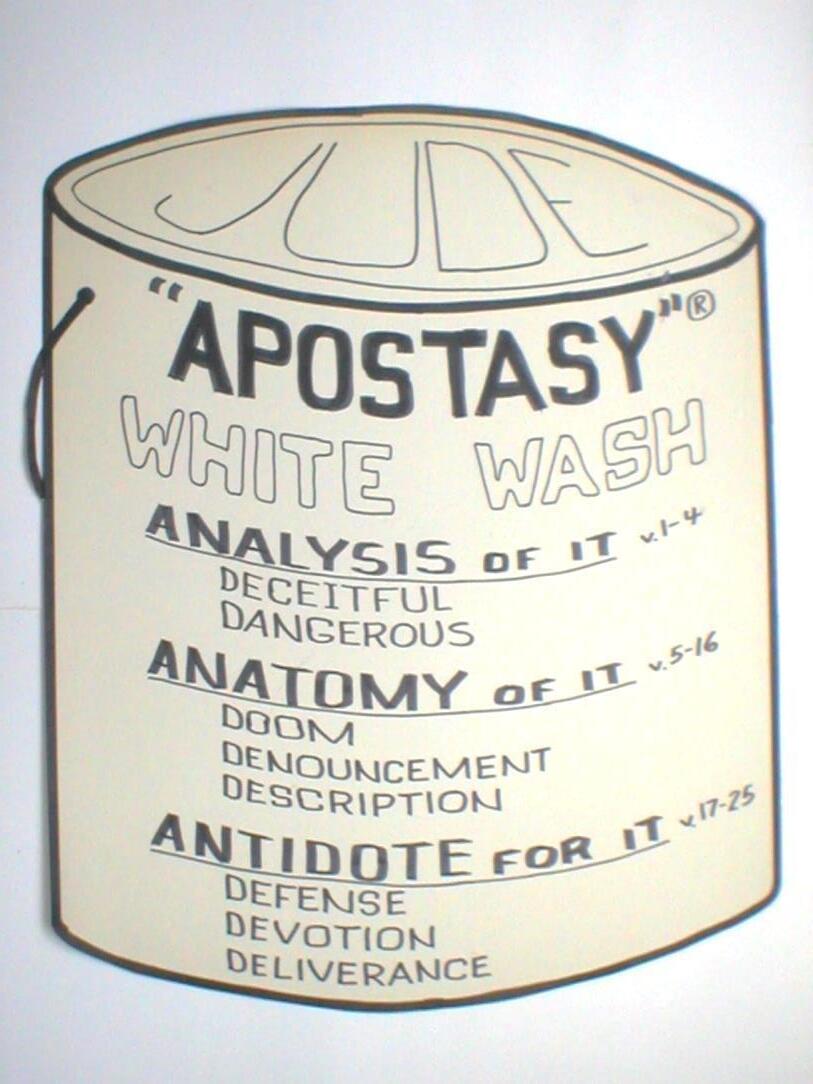 JUDE
"APOSTASY"®
WHITE WASH
ANALYSIS OF IT v.1-4
DECEITFUL
DANGEROUS
ANATOMY OF IT v.5-16
DOOM
DENOUNCEMENT
DESCRIPTION
ANTIDOTE FOR IT v.17-25
DEFENSE
DEVOTION
DELIVERANCE